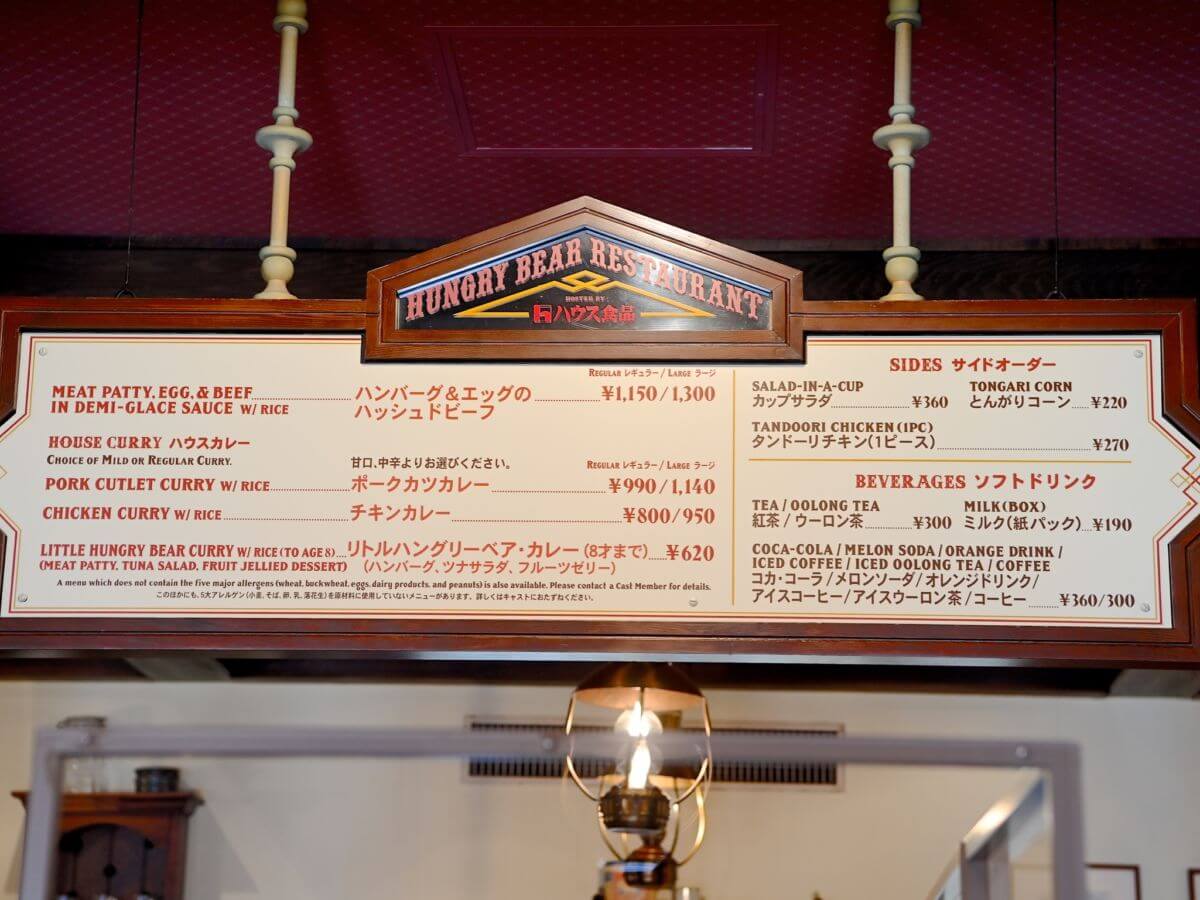 HUNGRY BEAR RESTAURANT
HOSTED BY
ハウス食品
REGULAR レギュラー / LARGE ラージ
MEAT PATTY, EGG, & BEEF
IN DEMI-GLACE SAUCE W/ RICE
ハンバーグ&エッグの
ハッシュドビーフ
¥1,150/1,300
HOUSE CURRY ハウスカレー
CHOICE OF MILD OR REGULAR CURRY.
甘口、中辛よりお選びください。
REGULAR レギュラー / LARGE ラージ
PORK CUTLET CURRY W/ RICE ポークカツカレー ¥990/1,140
CHICKEN CURRY W/ RICE チキンカレー ¥800/950
LITTLE HUNGRY BEAR CURRY W/ RICE (TO AGE 8) リトルハングリーベア・カレー (8才まで) ¥620
(MEAT PATTY, TUNA SALAD, FRUIT JELLIED DESSERT) (ハンバーグ、ツナサラダ、フルーツゼリー)
A menu which does not contain the five major allergens (wheat, buckwheat, eggs, dairy products, and peanuts) is also available. Please contact a Cast Member for details.
このほかにも、5大アレルゲン(小麦、そば、卵、乳、落花生)を原材料に使用していないメニューがあります。詳しくはキャストにおたずねください。
SIDES サイドオーダー
SALAD-IN-A-CUP
カップサラダ ¥360
TONGARI CORN
とんがりコーン ¥220
TANDOORI CHICKEN (1PC)
タンドーリチキン(1ピース) ¥270
BEVERAGES ソフトドリンク
TEA / OOLONG TEA
紅茶 / ウーロン茶 ¥300
MILK(BOX)
ミルク(紙パック) ¥190
COCA-COLA / MELON SODA / ORANGE DRINK /
ICED COFFEE / ICED OOLONG TEA / COFFEE
コカ・コーラ / メロンソーダ / オレンジドリンク /
アイスコーヒー / アイスウーロン茶 / コーヒー ¥360/300